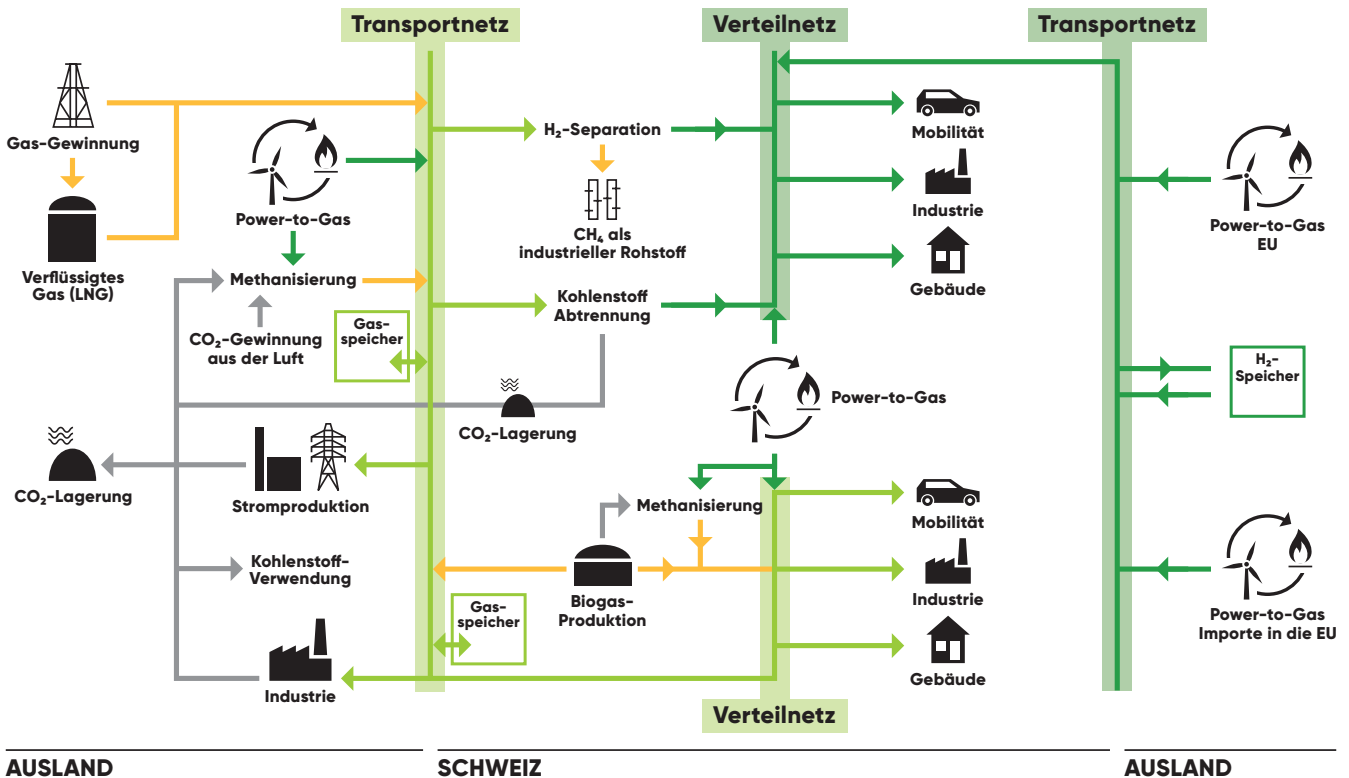 Transportnetz
Verteilnetz
Transportnetz
Gas-Gewinnung
Verflüssigtes
Gas (LNG)
Power-to-Gas
Methanisierung
CO₂-Gewinnung
aus der Luft
Gas-
speicher
H₂-Separation
CH₄ als
industrieller Rohstoff
Kohlenstoff
Abtrennung
CO₂-Lagerung
Mobilität
Industrie
Gebäude
Power-to-Gas
Power-to-Gas
EU
H₂-
Speicher
Power-to-Gas
Importe in die EU
CO₂-Lagerung
Stromproduktion
Kohlenstoff-
Verwendung
Industrie
Methanisierung
Biogas-
Produktion
Gas-
speicher
Mobilität
Industrie
Gebäude
Verteilnetz
AUSLAND
SCHWEIZ
AUSLAND